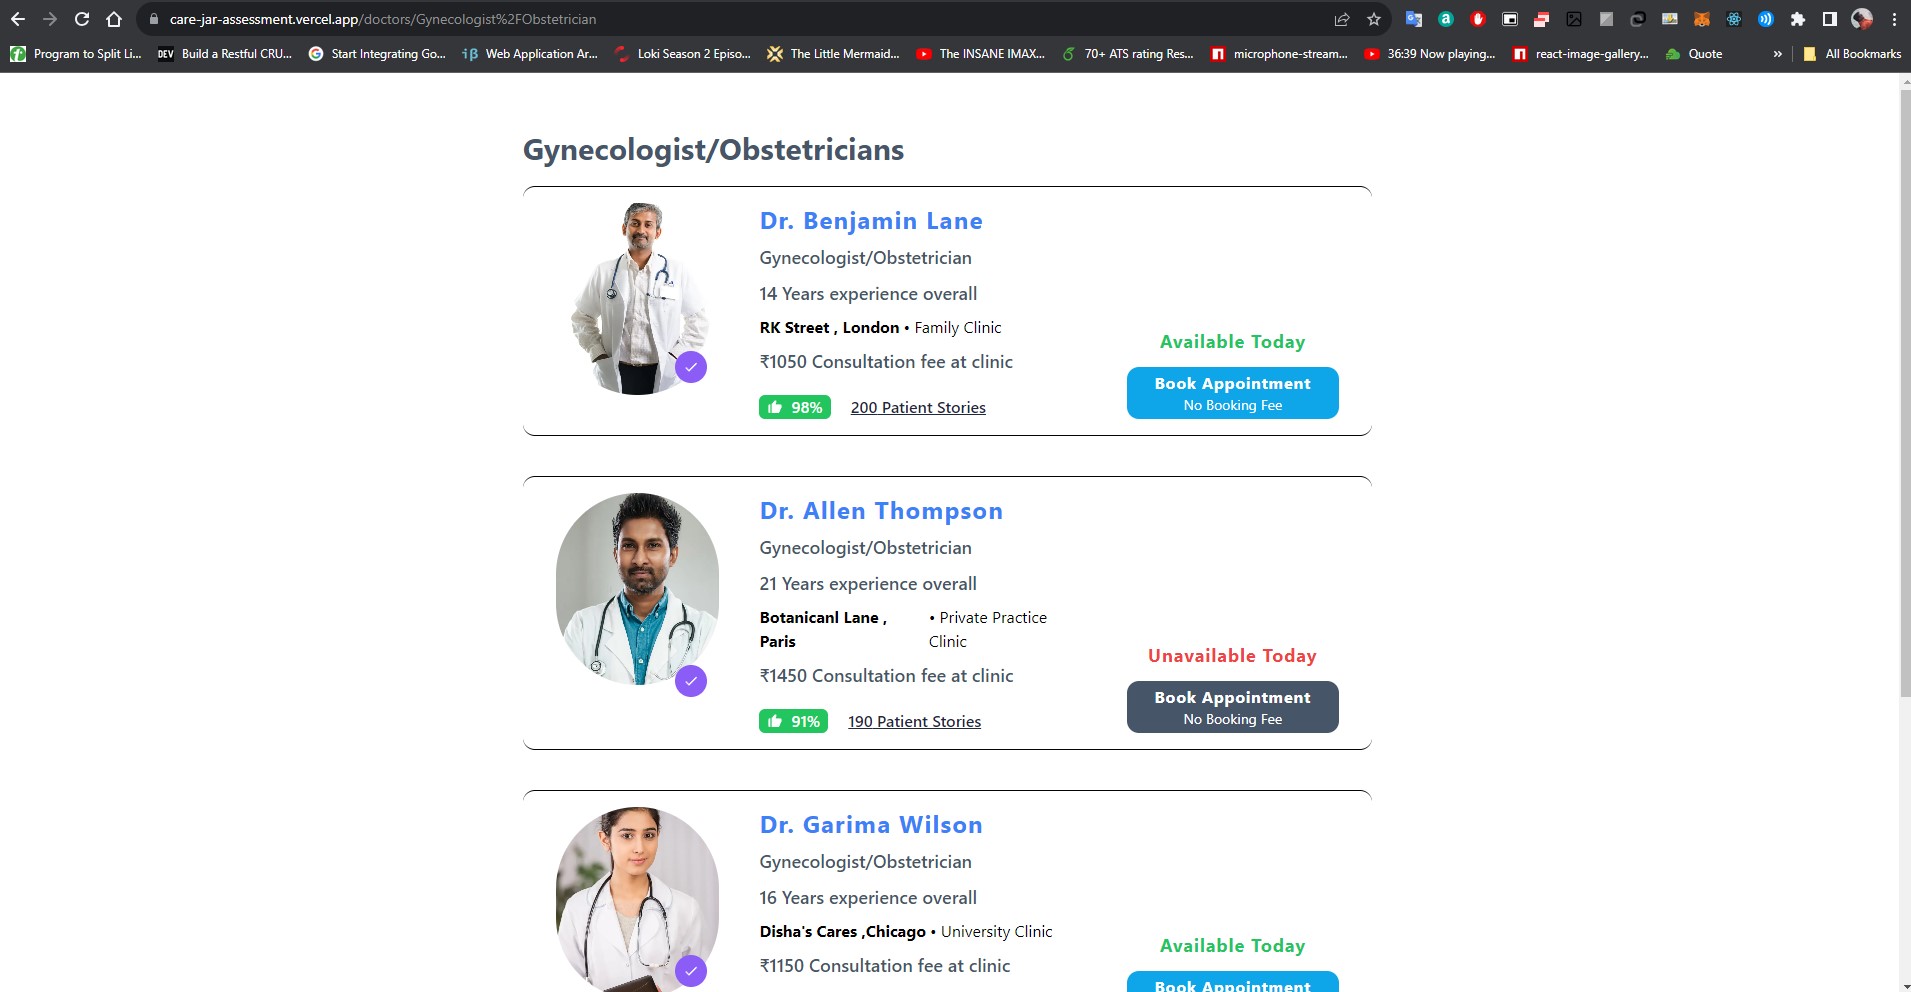 care-jar-assessment.vercel.app/doctors/Gynecologist%2FObstetrician
Program to Split Li... DEV Build a Restful CRU... Start Integrating Go... iβ Web Application Ar... Loki Season 2 Episo... The Little Mermaid... The INSANE IMAX... 70+ ATS rating Res... microphone-stream... 36:39 Now playing... react-image-gallery... Quote » All Bookmarks
Gynecologist/Obstetricians
Dr. Benjamin Lane
Gynecologist/Obstetrician
14 Years experience overall
RK Street , London • Family Clinic
₹1050 Consultation fee at clinic
98% 200 Patient Stories
Available Today
Book Appointment
No Booking Fee
Dr. Allen Thompson
Gynecologist/Obstetrician
21 Years experience overall
Botanicanl Lane , • Private Practice
Paris Clinic
₹1450 Consultation fee at clinic
91% 190 Patient Stories
Unavailable Today
Book Appointment
No Booking Fee
Dr. Garima Wilson
Gynecologist/Obstetrician
16 Years experience overall
Disha's Cares ,Chicago • University Clinic
₹1150 Consultation fee at clinic
Available Today
Book Appointment